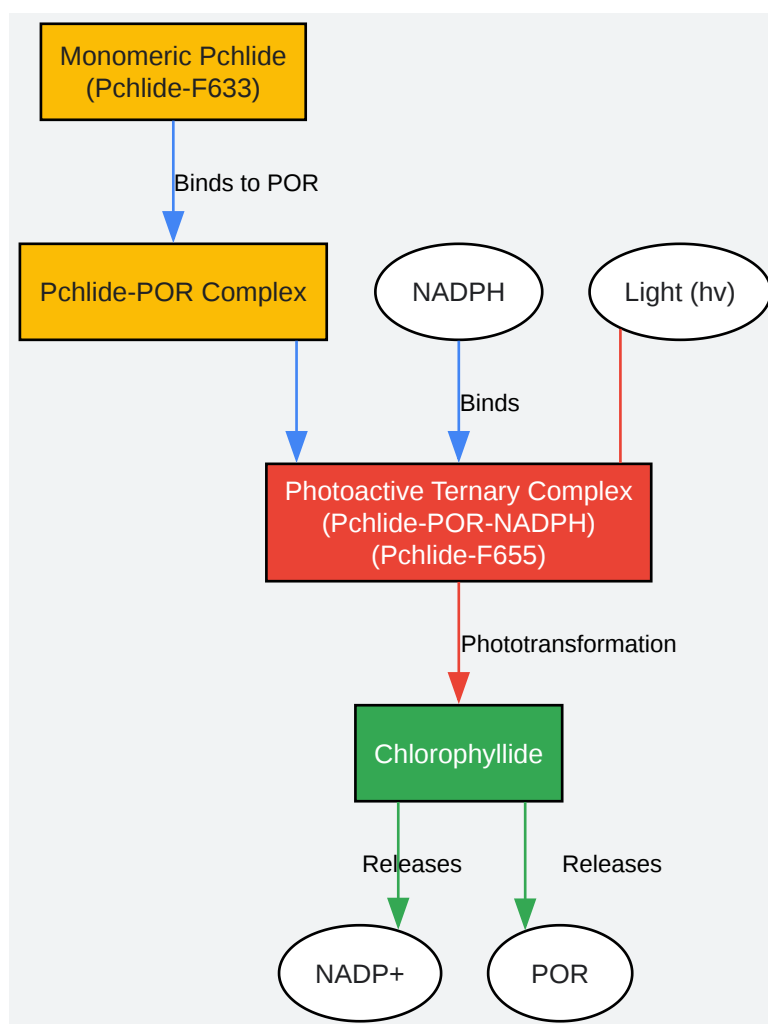 Monomeric Pchlide
(Pchlide-F633)
Binds to POR
Pchlide-POR Complex
NADPH
Light (hv)
Binds
Photoactive Ternary Complex
(Pchlide-POR-NADPH)
(Pchlide-F655)
Phototransformation
Chlorophyllide
Releases
Releases
NADP+
POR